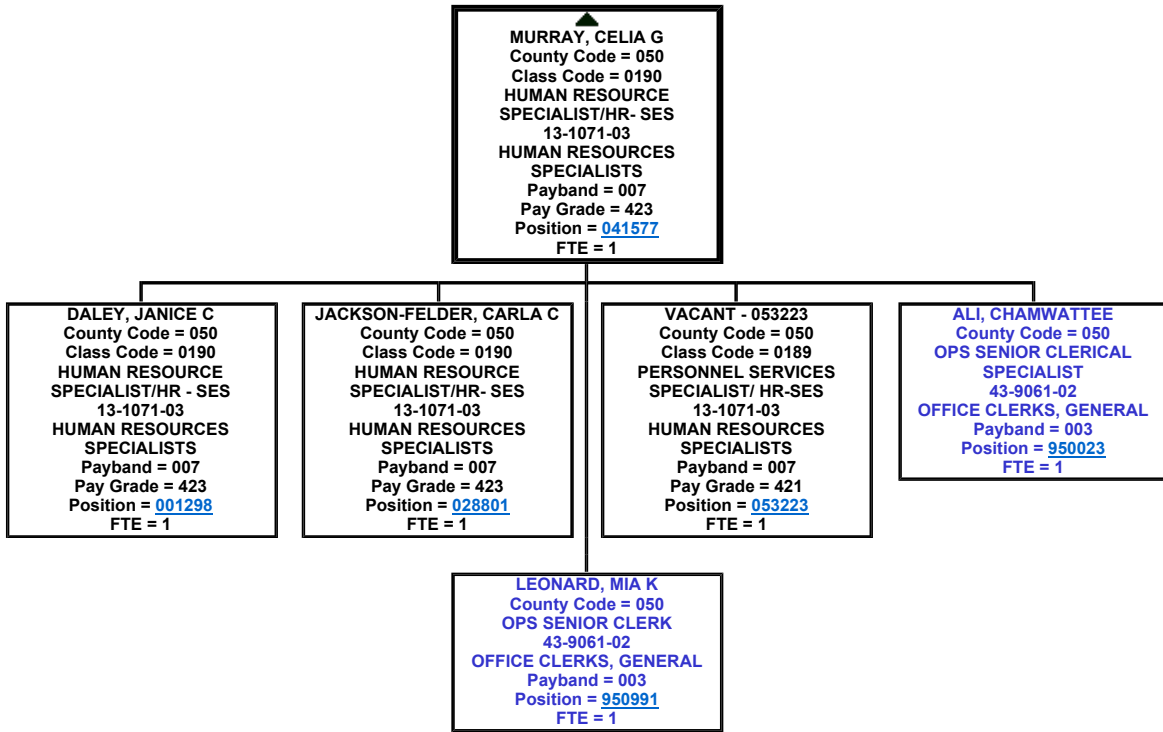 MURRAY, CELIA G
County Code = 050
Class Code = 0190
HUMAN RESOURCE
SPECIALIST/HR- SES
13-1071-03
HUMAN RESOURCES
SPECIALISTS
Payband = 007
Pay Grade = 423
Position = 041577
FTE = 1
DALEY, JANICE C
County Code = 050
Class Code = 0190
HUMAN RESOURCE
SPECIALIST/HR - SES
13-1071-03
HUMAN RESOURCES
SPECIALISTS
Payband = 007
Pay Grade = 423
Position = 001298
FTE = 1
JACKSON-FELDER, CARLA C
County Code = 050
Class Code = 0190
HUMAN RESOURCE
SPECIALIST/HR- SES
13-1071-03
HUMAN RESOURCES
SPECIALISTS
Payband = 007
Pay Grade = 423
Position = 028801
FTE = 1
VACANT - 053223
County Code = 050
Class Code = 0189
PERSONNEL SERVICES
SPECIALIST/ HR-SES
13-1071-03
HUMAN RESOURCES
SPECIALISTS
Payband = 007
Pay Grade = 421
Position = 053223
FTE = 1
ALI, CHAMWATTEE
County Code = 050
OPS SENIOR CLERICAL
SPECIALIST
43-9061-02
OFFICE CLERKS, GENERAL
Payband = 003
Position = 950023
FTE = 1
LEONARD, MIA K
County Code = 050
OPS SENIOR CLERK
43-9061-02
OFFICE CLERKS, GENERAL
Payband = 003
Position = 950991
FTE = 1